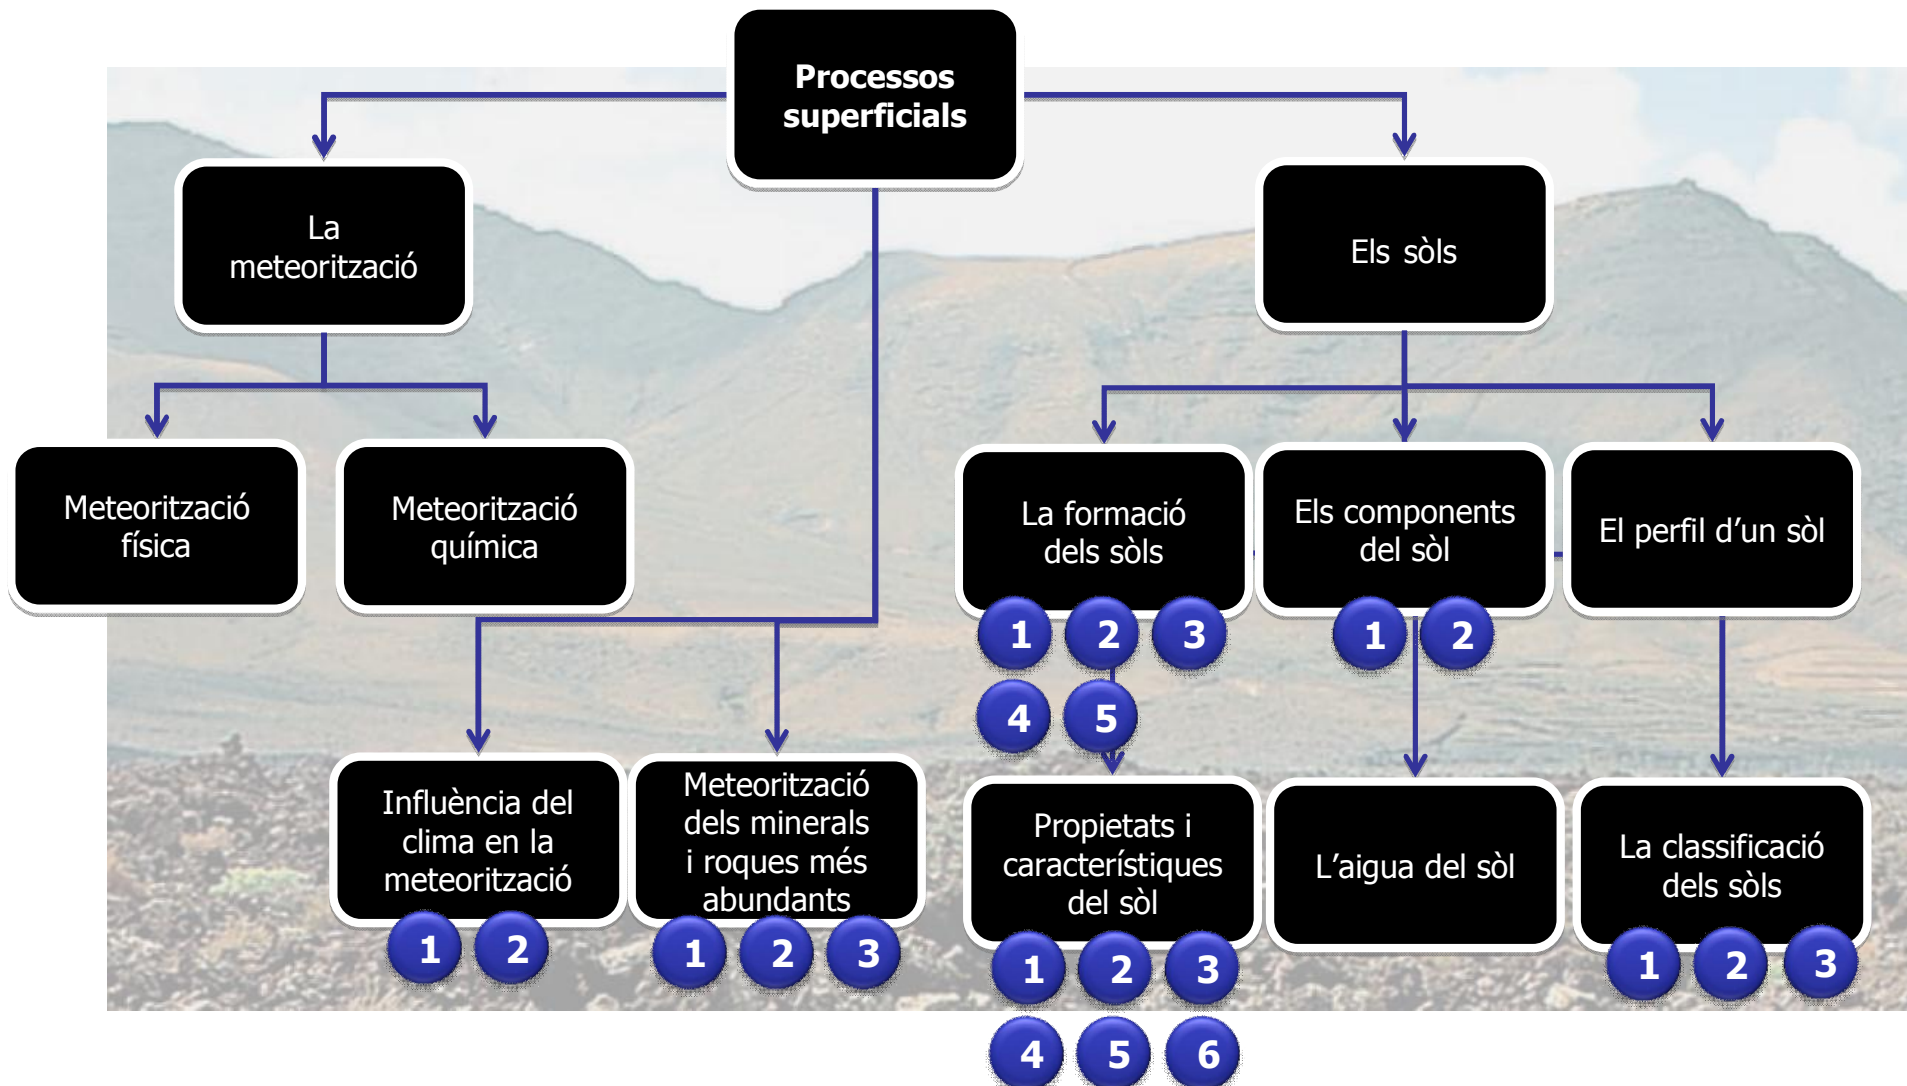 Processos
superficials
La
meteorització
Els sòls
Meteorització
física
Meteorització
química
La formació
dels sòls
Els components
del sòl
El perfil d’un sòl
1 2 3
1 2
4 5
Influència del
clima en la
meteorització
Meteorització
dels minerals
i roques més
abundants
Propietats i
característiques
del sòl
L’aigua del sòl
La classificació
dels sòls
1 2
1 2 3
1 2 3
1 2 3
4 5 6